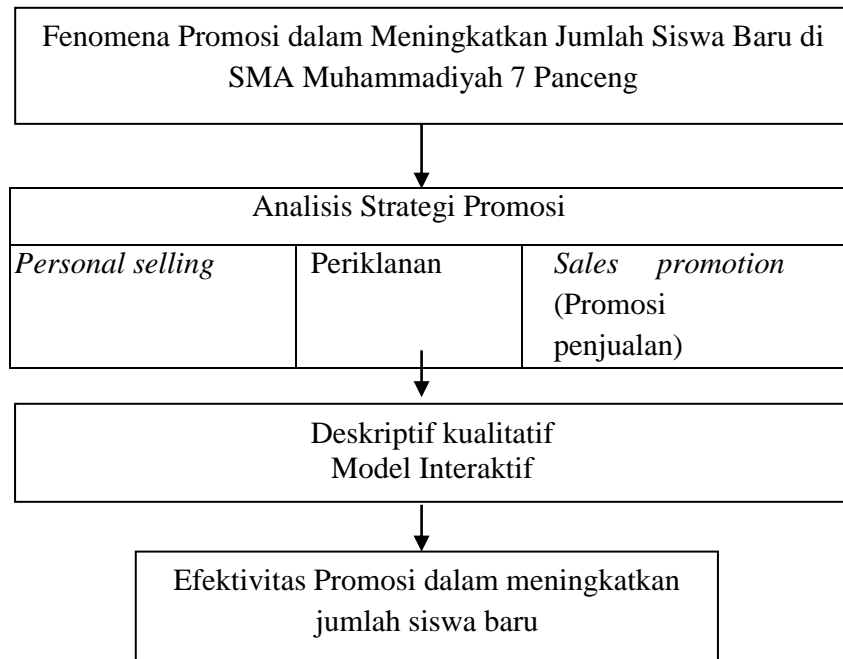 Fenomena Promosi dalam Meningkatkan Jumlah Siswa Baru di
SMA Muhammadiyah 7 Panceng
Analisis Strategi Promosi
Personal selling
Periklanan
Sales promotion
(Promosi
penjualan)
Deskriptif kualitatif
Model Interaktif
Efektivitas Promosi dalam meningkatkan
jumlah siswa baru